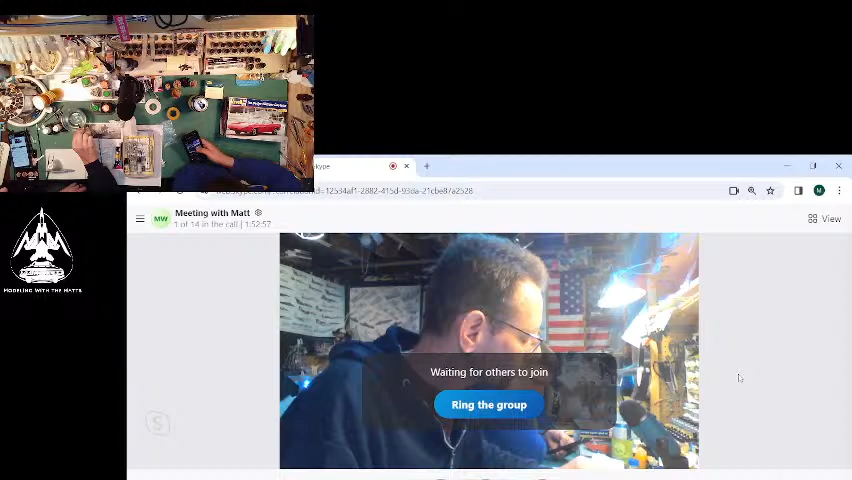 Meeting with Matt
1 of 14 in the call | 1:52:57
View
MW
MODELING WITH THE MATTS
Waiting for others to join
Ring the group